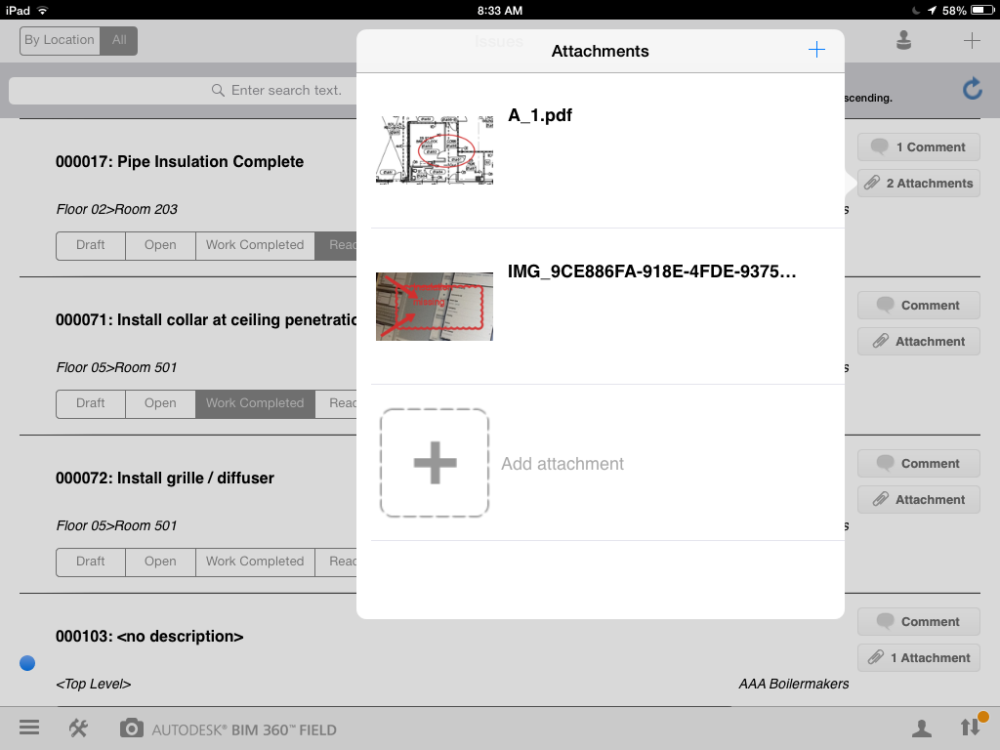 iPad
8:33 AM
58%
By Location
All
Issues
Attachments
Enter search text.
scending.
A_1.pdf
000017: Pipe Insulation Complete
1 Comment
2 Attachments
Floor 02>Room 203
s
Draft
Open
Work Completed
Read
IMG_9CE886FA-918E-4FDE-9375...
000071: Install collar at ceiling penetratio
Comment
Attachment
Floor 05>Room 501
s
Draft
Open
Work Completed
Read
Add attachment
000072: Install grille / diffuser
Comment
Attachment
Floor 05>Room 501
s
Draft
Open
Work Completed
Read
000103: <no description>
Comment
1 Attachment
<Top Level>
AAA Boilermakers
AUTODESK® BIM 360™ FIELD